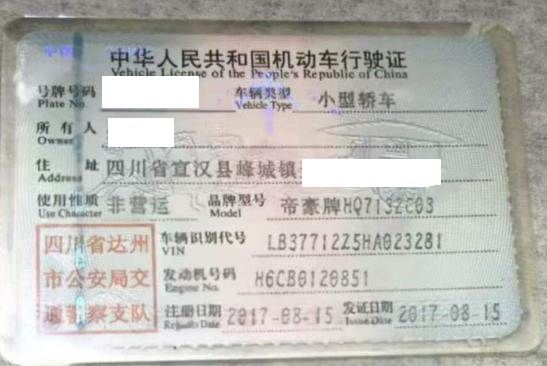 中华人民共和国机动车行驶证
Vehicle License of the People's Republic of China
号牌号码 车辆类型 小型轿车
Plate No. Vehicle Type
所有人
Owner
住址 四川省宣汉县峰城镇
Address
使用性质 非营运 品牌型号 帝豪牌HQ7132C03
Use Character Model
四川省达州 车辆识别代号 LB37712Z5HA023281
VIN
市公安局交 发动机号码 H6CB0120851
Engine No.
通警察支队 注册日期 2017-08-15 发证日期 2017-08-15
Date Issue Date